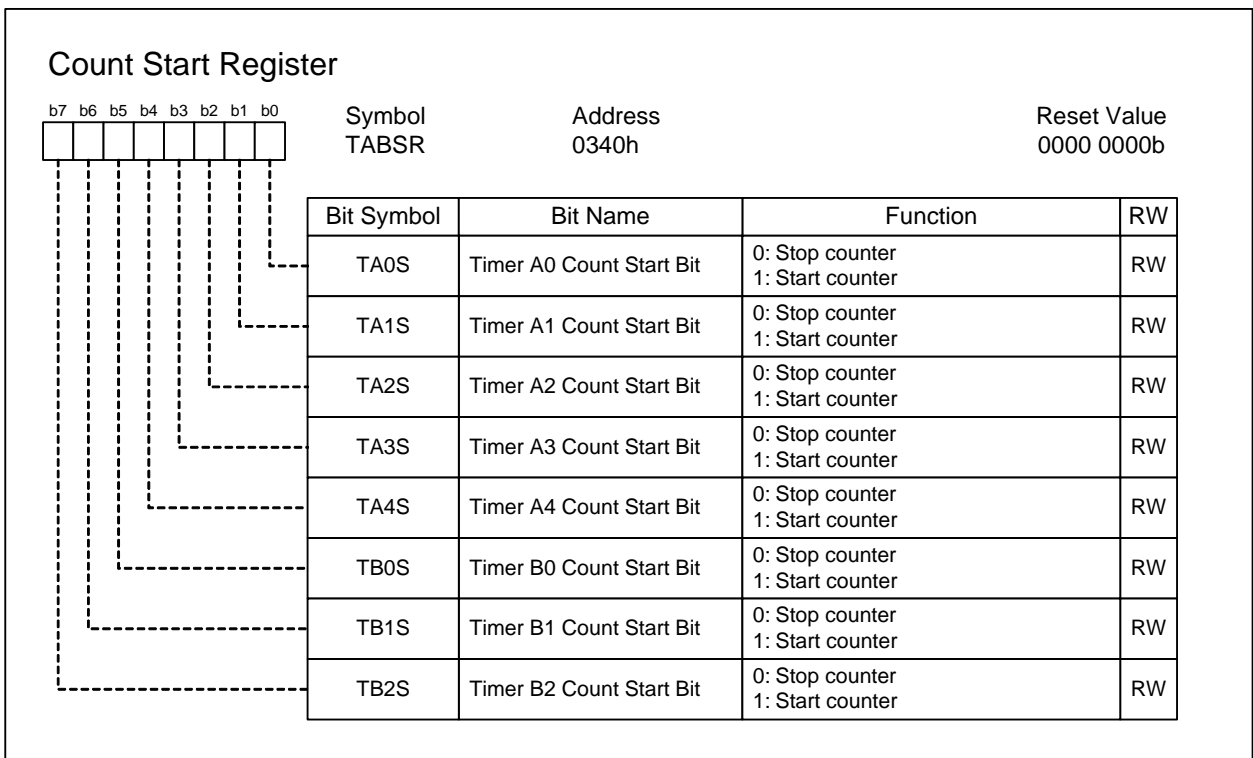 Count Start Register
b7 b6 b5 b4 b3 b2 b1 b0
Symbol Address Reset Value
TABSR 0340h 0000 0000b
Bit Symbol Bit Name Function RW
TA0S Timer A0 Count Start Bit 0: Stop counter
1: Start counter RW
TA1S Timer A1 Count Start Bit 0: Stop counter
1: Start counter RW
TA2S Timer A2 Count Start Bit 0: Stop counter
1: Start counter RW
TA3S Timer A3 Count Start Bit 0: Stop counter
1: Start counter RW
TA4S Timer A4 Count Start Bit 0: Stop counter
1: Start counter RW
TB0S Timer B0 Count Start Bit 0: Stop counter
1: Start counter RW
TB1S Timer B1 Count Start Bit 0: Stop counter
1: Start counter RW
TB2S Timer B2 Count Start Bit 0: Stop counter
1: Start counter RW